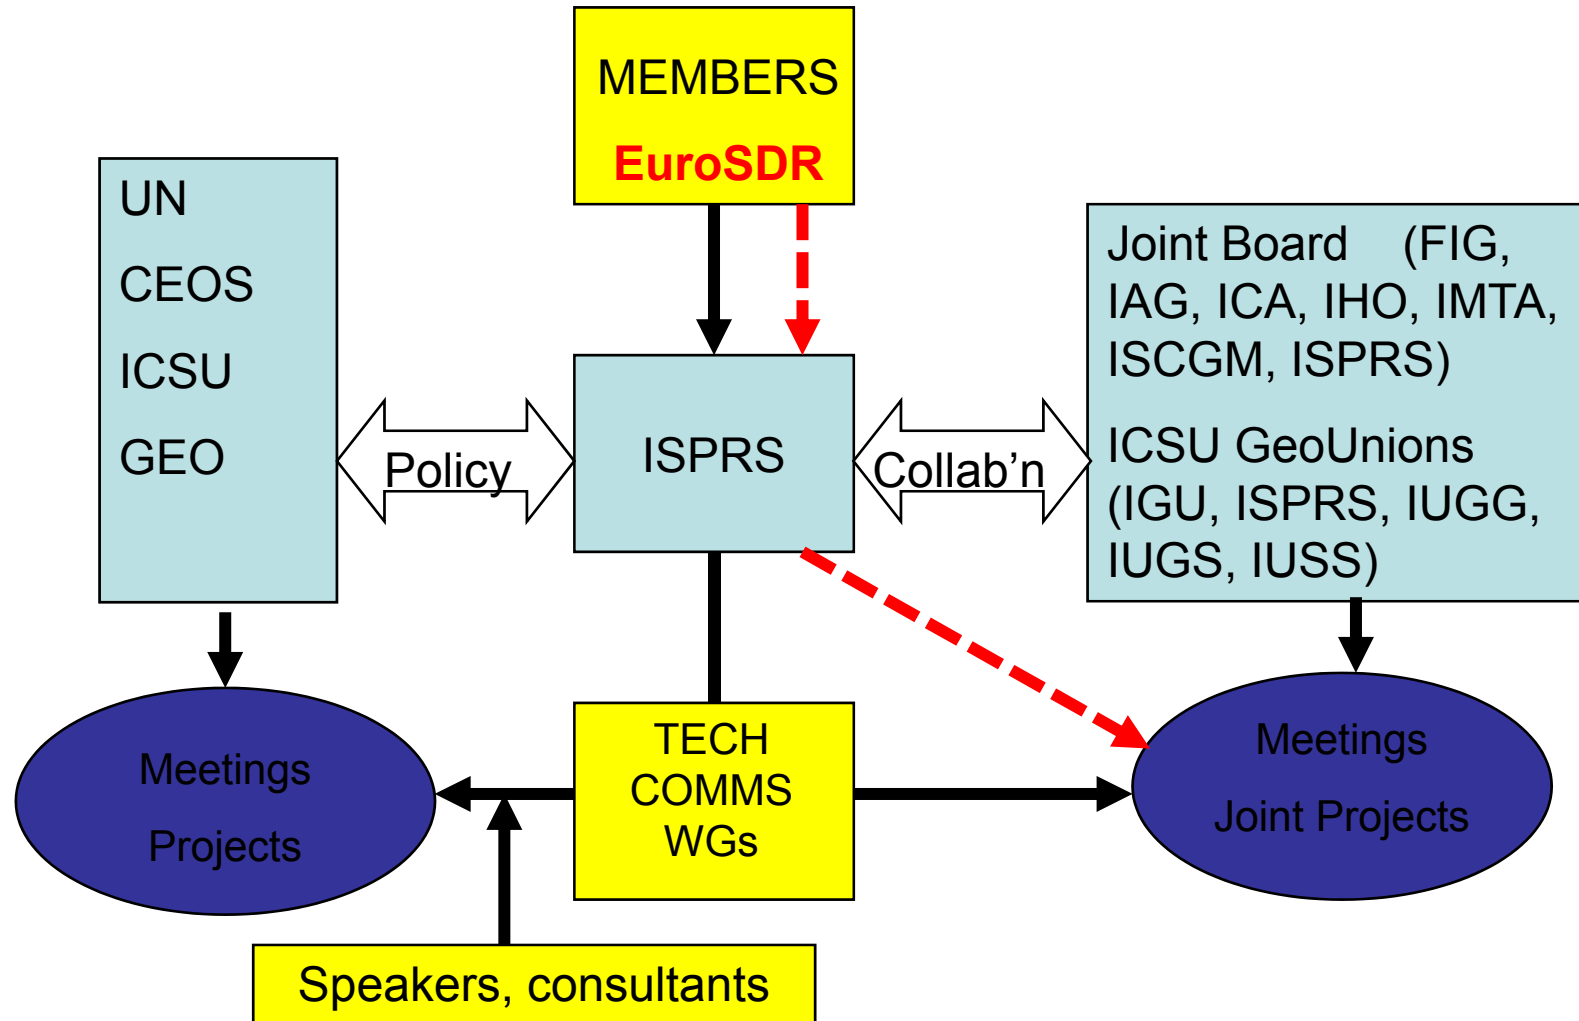 MEMBERS
EuroSDR
UN
CEOS
ICSU
GEO
Policy
ISPRS
Collab’n
Joint Board (FIG,
IAG, ICA, IHO, IMTA,
ISCGM, ISPRS)
ICSU GeoUnions
(IGU, ISPRS, IUGG,
IUGS, IUSS)
Meetings
Projects
TECH
COMMS
WGs
Meetings
Joint Projects
Speakers, consultants